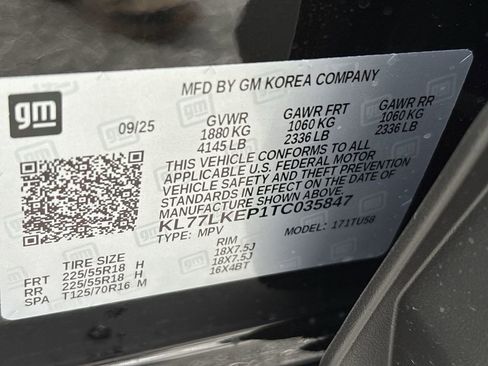 gm
MFD BY GM KOREA COMPANY
09/25 GVWR GAWR FRT GAWR RR
1880 KG 1060 KG 1060 KG
4145 LB 2336 LB 2336 LB
THIS VEHICLE CONFORMS TO ALL
APPLICABLE U.S. FEDERAL MOTOR
VEHICLE SAFETY AND THEFT PREVENTION
STANDARDS IN EFFECT ON THE DATE OF
MANUFACTURE SHOWN ABOVE.
KL77LKEP1TC035847
TYPE: MPV MODEL: 1TU58
TIRE SIZE RIM
FRT 225/55R18 H 18X7.5J
RR 225/55R18 H 18X7.5J
SPA T125/70R16 M 16X4BT